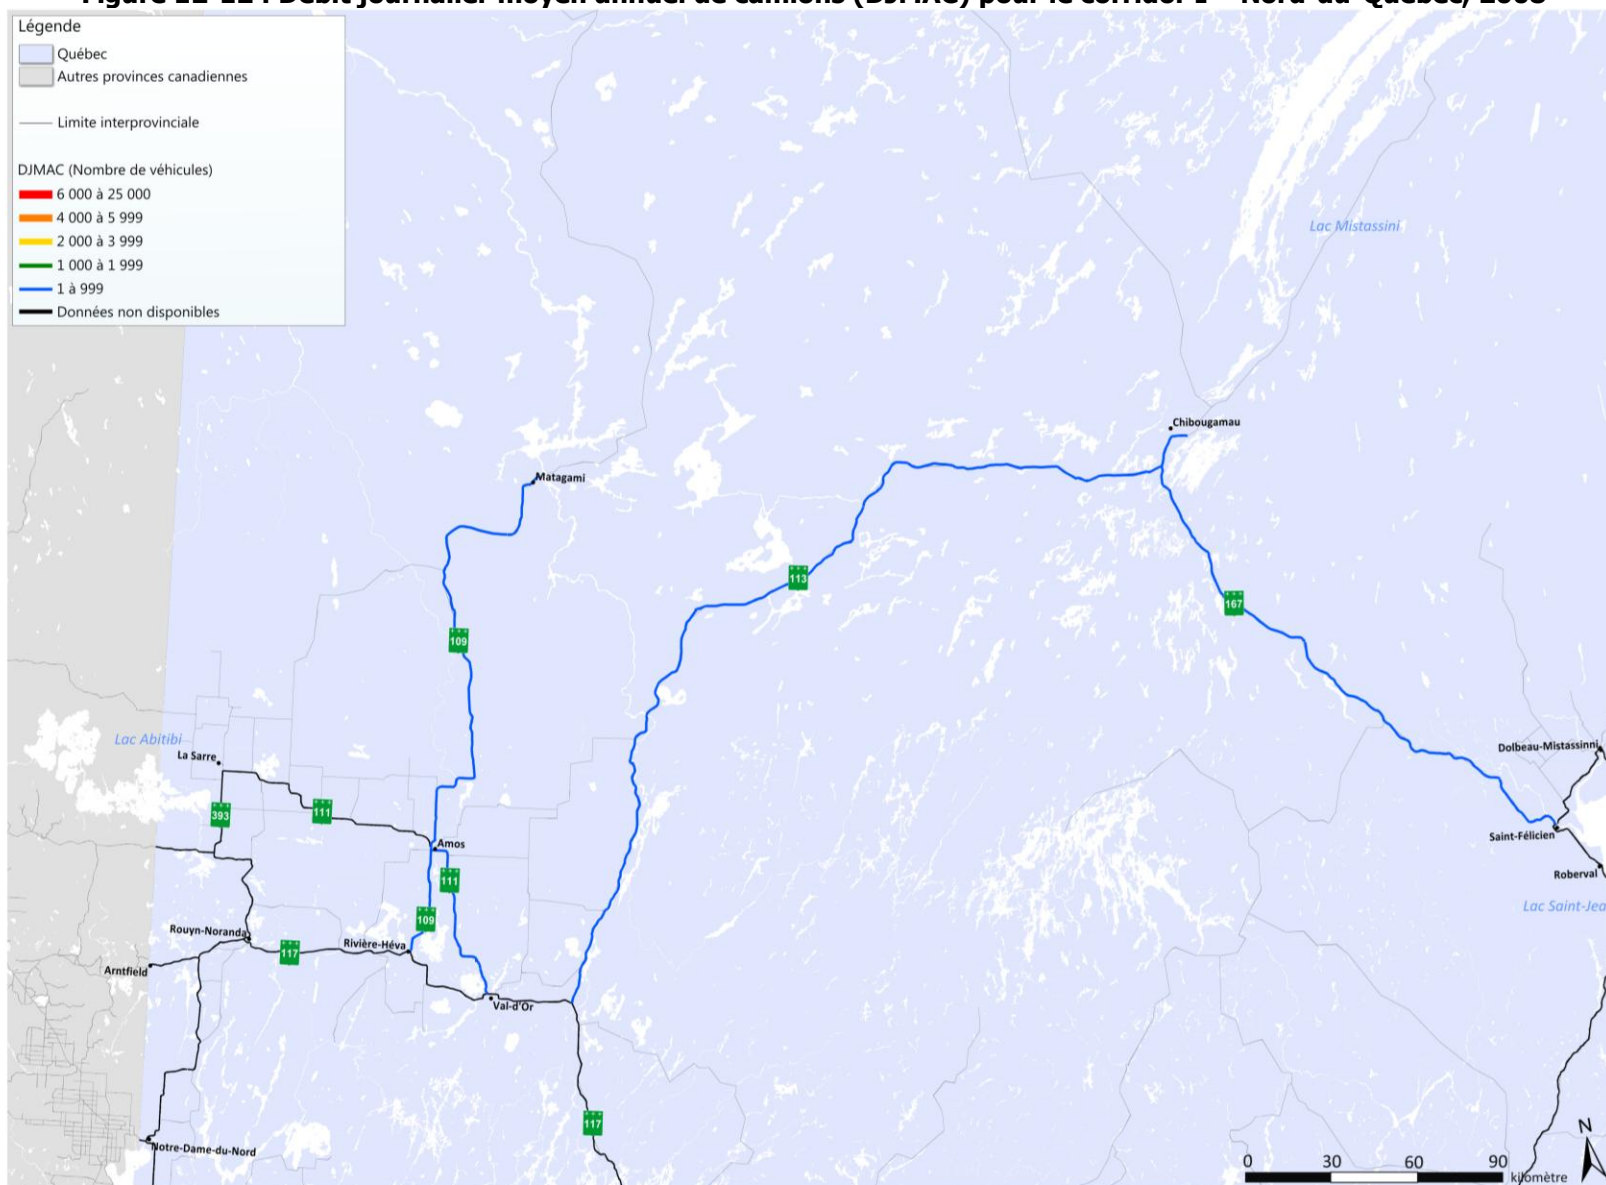 Légende
Québec
Autres provinces canadiennes
Limite interprovinciale
DJMAC (Nombre de véhicules)
6 000 à 25 000
4 000 à 5 999
2 000 à 3 999
1 000 à 1 999
1 à 999
Données non disponibles
Lac Mistassini
Chibougamau
Matagami
113
167
109
Lac Abitibi
La Sarre
Dolbeau-Mistassinni
393
111
Amos
Saint-Félicien
111
Roberval
109
Lac Saint-Jea
Rouyn-Noranda
Rivière-Héva
117
Arntfield
Val-d'Or
117
Notre-Dame-du-Nord
N
0 30 60 90
kilomètre